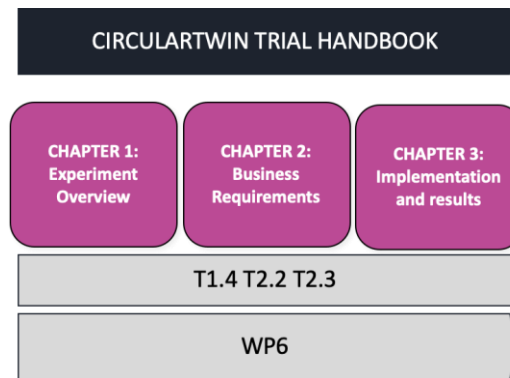 CIRCULARTWIN TRIAL HANDBOOK
CHAPTER 1:
Experiment
Overview
CHAPTER 2:
Business
Requirements
CHAPTER 3:
Implementation
and results
T1.4 T2.2 T2.3
WP6